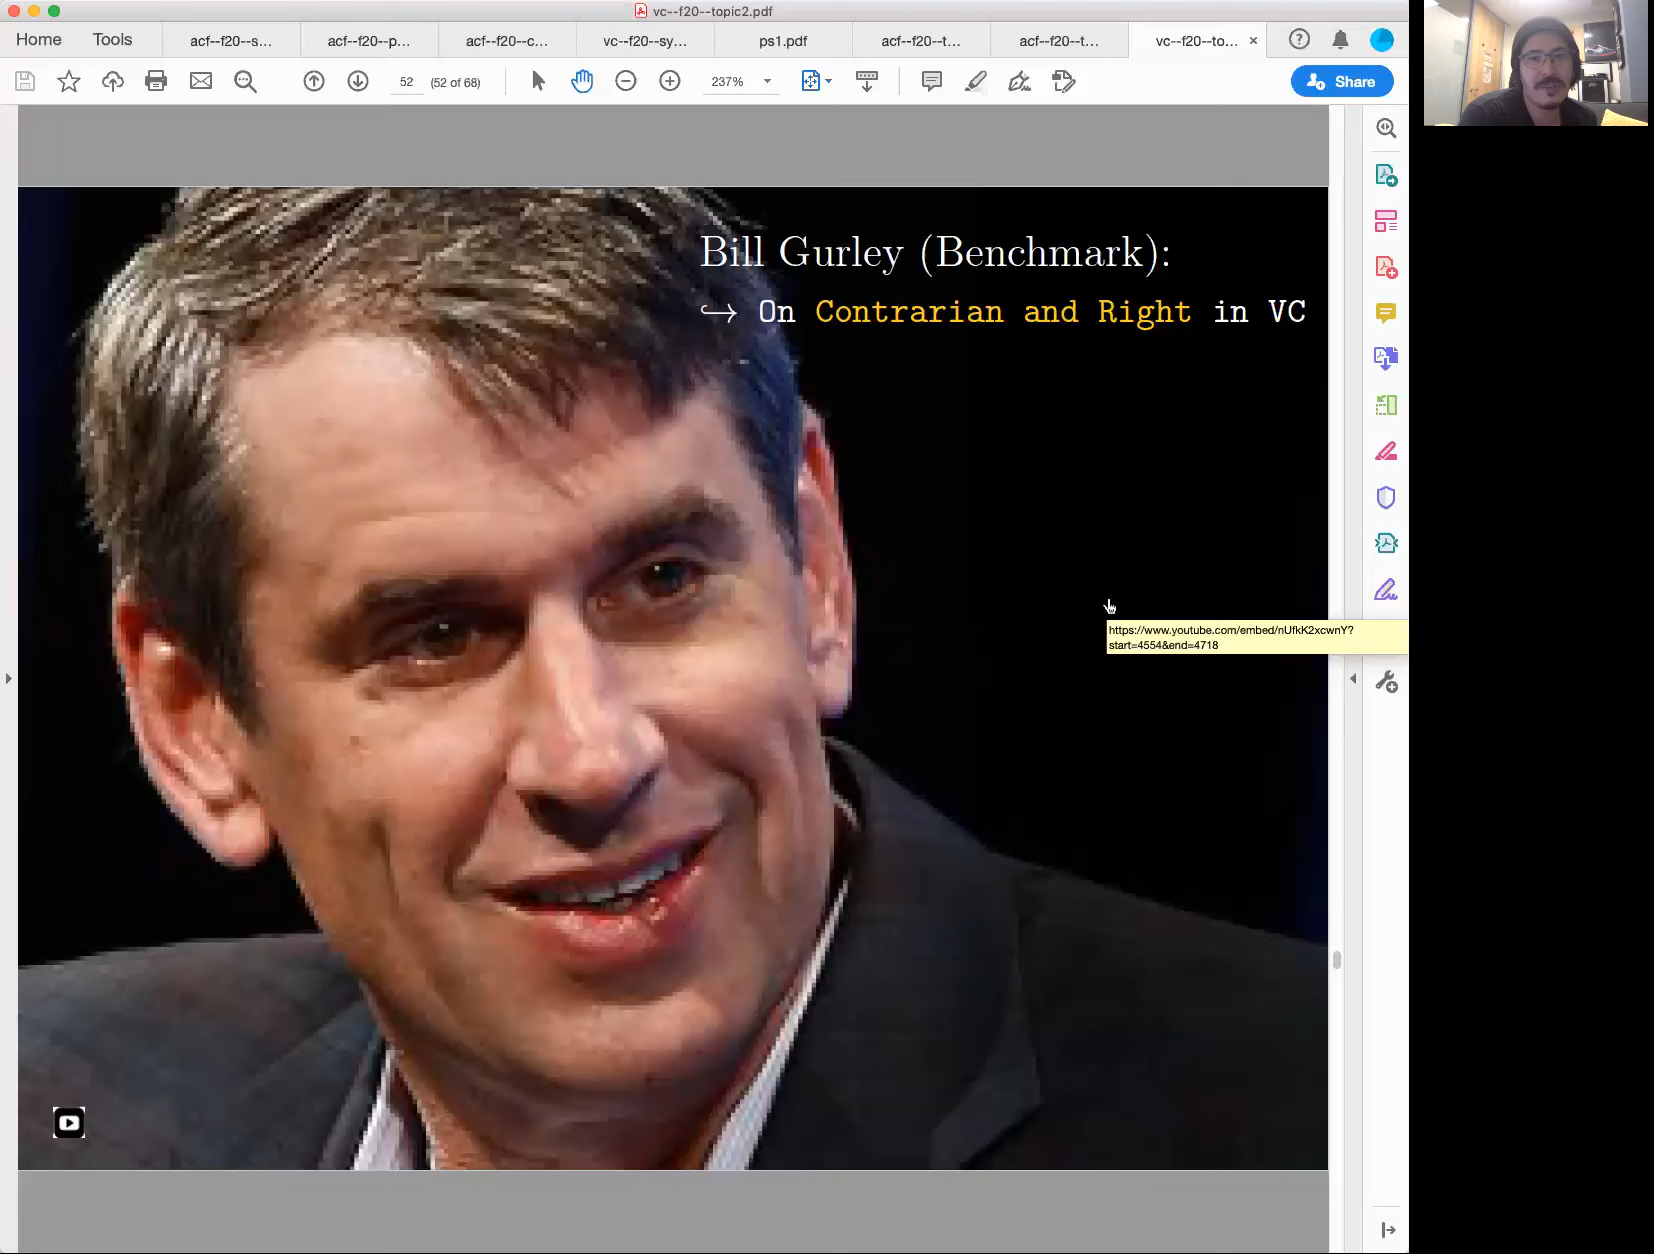 vc--f20--topic2.pdf
Home
Tools
acf--f20--s...
acf--f20--p...
acf--f20--c...
vc--f20--sy...
ps1.pdf
acf--f20--t...
acf--f20--t...
vc--f20--to...
52
(52 of 68)
237%
Share
Bill Gurley (Benchmark):
↪ On Contrarian and Right in VC
https://www.youtube.com/embed/nUfkK2xcwnY?
start=4554&end=4718